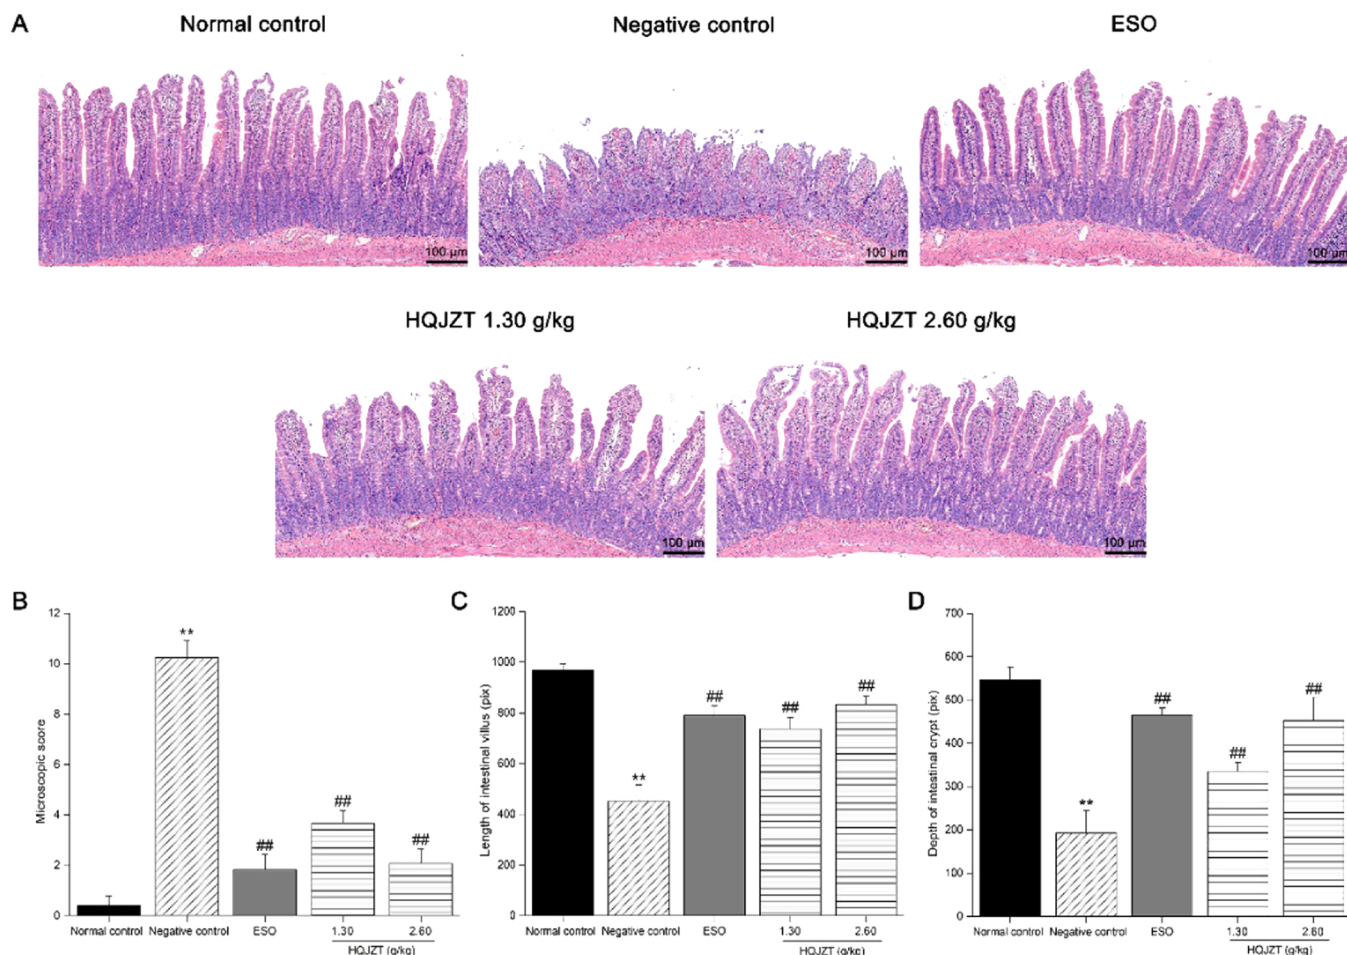 A
Normal control
Negative control
ESO
100 µm
100 µm
100 µm
HQJZT 1.30 g/kg
HQJZT 2.60 g/kg
100 µm
100 µm
B
Microscopic score
12
10
8
6
4
2
0
**
##
##
##
Normal control
Negative control
ESO
1.30
2.60
HQJZT (g/kg)
C
Length of intestinal villus (pix)
1200
1000
800
600
400
200
0
**
##
##
##
Normal control
Negative control
ESO
1.30
2.60
HQJZT (g/kg)
D
Depth of intestinal crypt (pix)
700
600
500
400
300
200
100
0
**
##
##
##
Normal control
Negative control
ESO
1.30
2.60
HQJZT (g/kg)